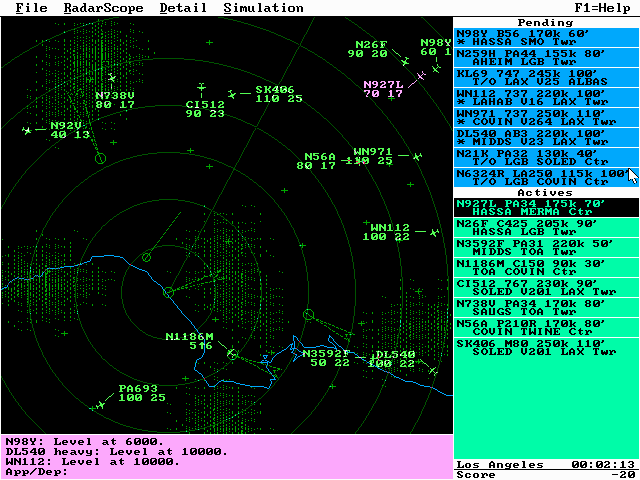 File RadarScope Detail Simulation F1=Help
N26F
90 20
N98Y
60 1
N927L
70 17
N738V
80 17
CI512
90 23
SK406
110 25
N92V
40 13
N56A
80 17
WN971
110 25
WN112
100 22
N1186M
5↑6
N3592F
50 22
DL540
100 22
PA693
100 25
Pending
N98Y B56 170k 60'
* HASSA SMO Twr
N259H PA44 155k 80'
AHEIM LGB Twr
KL69 747 245k 100'
T/O LAX V25 ALBAS
WN112 737 220k 100'
* LAHAB V16 LAX Twr
WN971 737 250k 110'
* COVIN V264 LAX Twr
DL540 AB3 220k 100'
* MIDDS V23 LAX Twr
N21K PA32 130k 40'
T/O LGB SOLED Ctr
N6324R LA250 115k 100'
T/O LGB COVIN Ctr
Actives
N927L PA34 175k 70'
HASSA MERMA Ctr
N26F C425 205k 90'
HASSA LGB Twr
N3592F PA31 220k 50'
MIDDS TOA Twr
N1186M C150 90k 30'
TOA COVIN Ctr
CI512 767 230k 90'
SOLED V201 LAX Twr
N738V PA34 170k 80'
SAUGS TOA Twr
N56A P210R 170k 80'
COVIN TWINE Ctr
SK406 M80 250k 110'
SOLED V201 LAX Twr
N98Y: Level at 6000.
DL540 heavy: Level at 10000.
WN112: Level at 10000.
App/Dep:
Los Angeles 00:02:13
Score -20